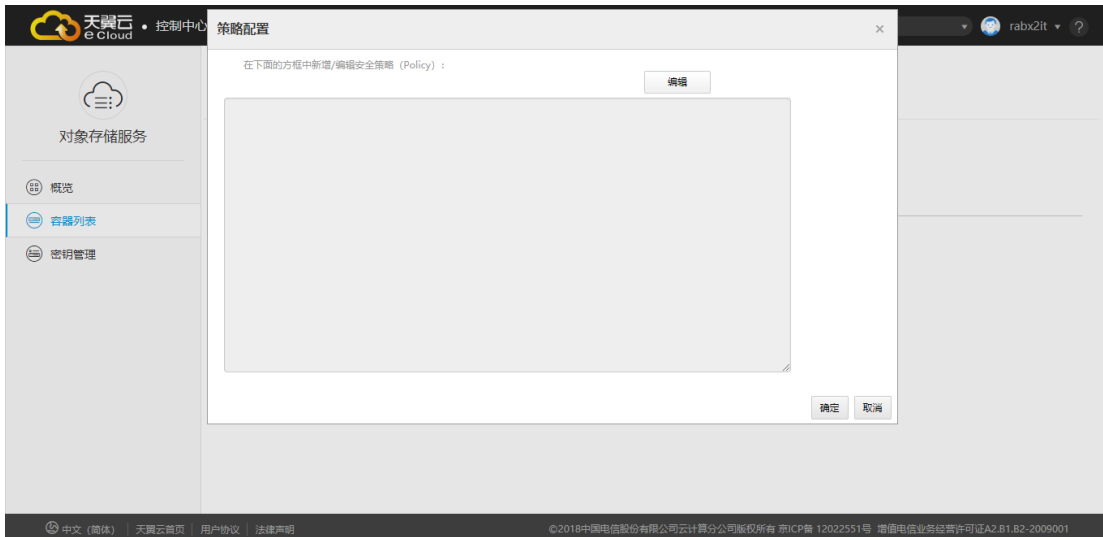 天翼云
e Cloud
• 控制中心
策略配置
×
rabx2it
?
在下面的方框中新增/编辑安全策略（Policy）:
编辑
对象存储服务
概览
容器列表
密钥管理
确定
取消
中文（简体） | 天翼云首页 | 用户协议 | 法律声明
©2018中国电信股份有限公司云计算分公司版权所有 京ICP备 12022551号 增值电信业务经营许可证A2.B1.B2-2009001